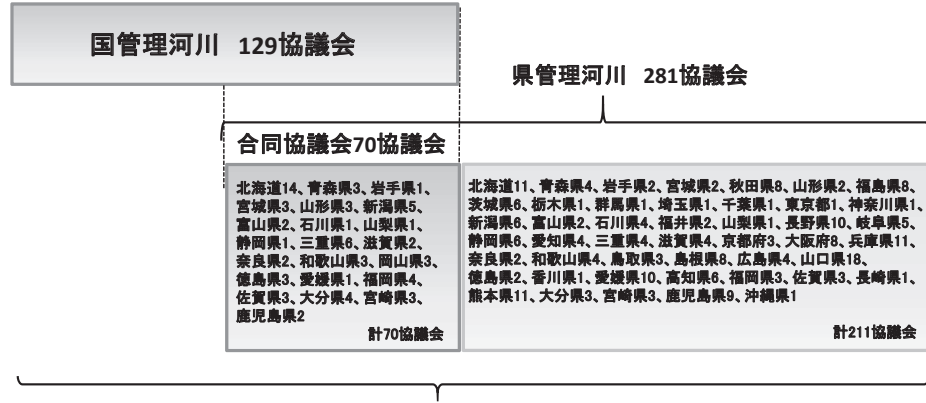 国管理河川 129協議会
県管理河川 281協議会
合同協議会70協議会
北海道14、青森県3、岩手県1、
宮城県3、山形県3、新潟県5、
富山県2、石川県1、山梨県1、
静岡県1、三重県6、滋賀県2、
奈良県2、和歌山県3、岡山県3、
徳島県3、愛媛県1、福岡県4、
佐賀県3、大分県4、宮崎県3、
鹿児島県2
計70協議会
北海道11、青森県4、岩手県2、宮城県2、秋田県8、山形県2、福島県8、
茨城県6、栃木県1、群馬県1、埼玉県1、千葉県1、東京都1、神奈川県1、
新潟県6、富山県2、石川県4、福井県2、山梨県1、長野県10、岐阜県5、
静岡県6、愛知県4、三重県4、滋賀県4、京都府3、大阪府8、兵庫県11、
奈良県2、和歌山県4、鳥取県3、島根県8、広島県4、山口県18、
徳島県2、香川県1、愛媛県10、高知県6、福岡県3、佐賀県3、長崎県1、
熊本県11、大分県3、宮崎県3、鹿児島県9、沖縄県1
計211協議会